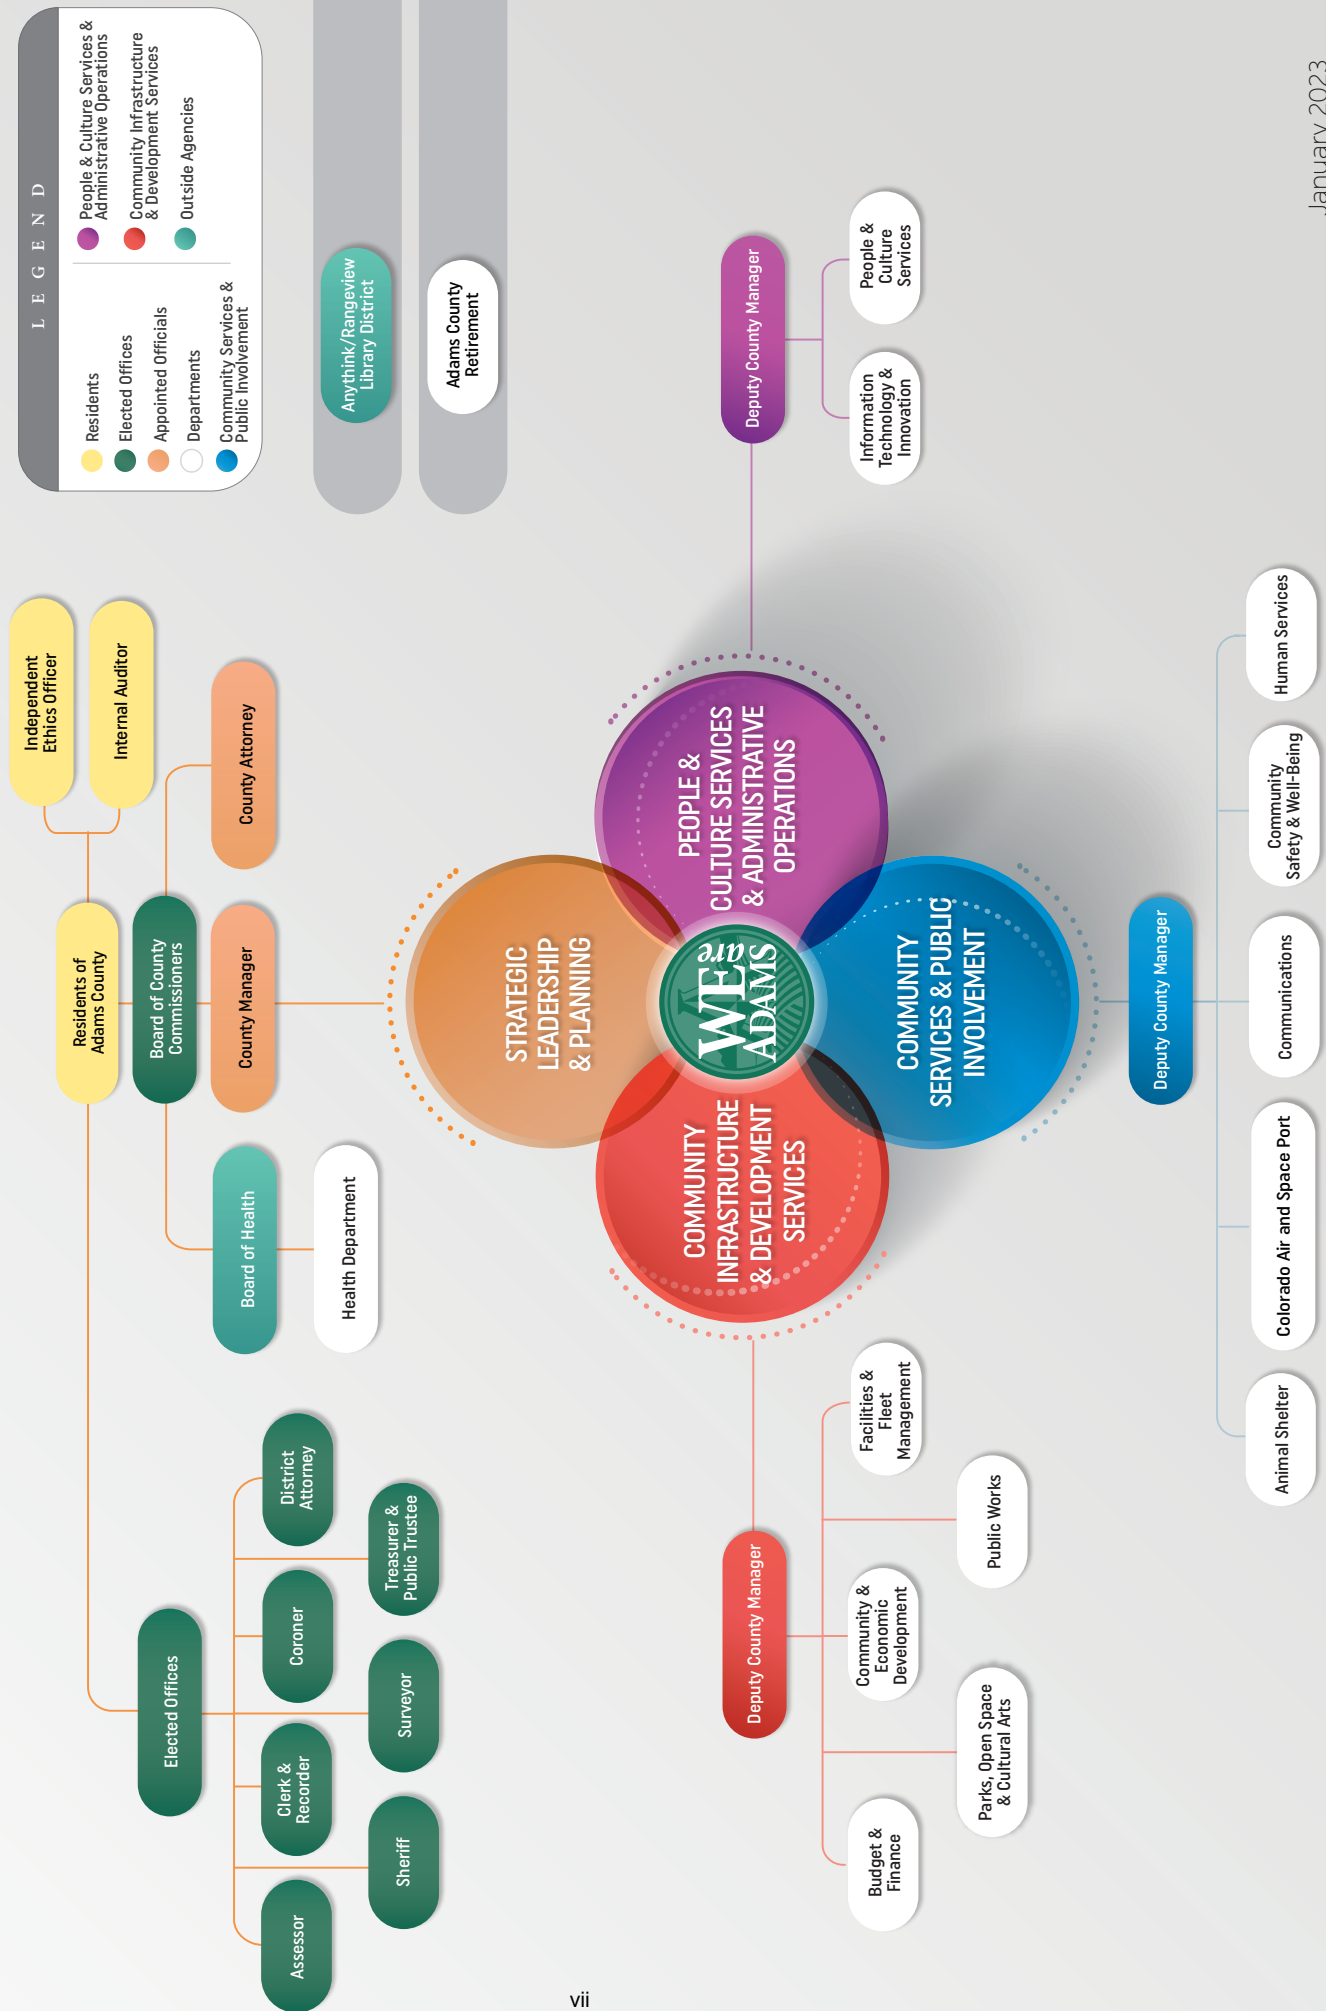 Residents of
Adams County
Independent
Ethics Officer
Internal Auditor
Board of County
Commissioners
County Manager
County Attorney
Board of Health
Health Department
Elected Offices
Assessor
Clerk &
Recorder
Coroner
District
Attorney
Sheriff
Surveyor
Treasurer &
Public Trustee
LEGEND
Residents
Elected Offices
Appointed Officials
Departments
Community Services &
Public Involvement
People & Culture Services &
Administrative Operations
Community Infrastructure
& Development Services
Outside Agencies
Anythink/Rangeview
Library District
Adams County
Retirement
STRATEGIC
LEADERSHIP
& PLANNING
COMMUNITY
INFRASTRUCTURE
& DEVELOPMENT
SERVICES
WE
are
ADAMS
PEOPLE &
CULTURE SERVICES
& ADMINISTRATIVE
OPERATIONS
COMMUNITY
SERVICES & PUBLIC
INVOLVEMENT
Deputy County Manager
Budget &
Finance
Community &
Economic
Development
Facilities &
Fleet
Management
Parks, Open Space
& Cultural Arts
Public Works
Deputy County Manager
Information
Technology &
Innovation
People &
Culture
Services
Deputy County Manager
Animal Shelter
Colorado Air and Space Port
Communications
Community
Safety & Well-Being
Human Services
January 2023
vii